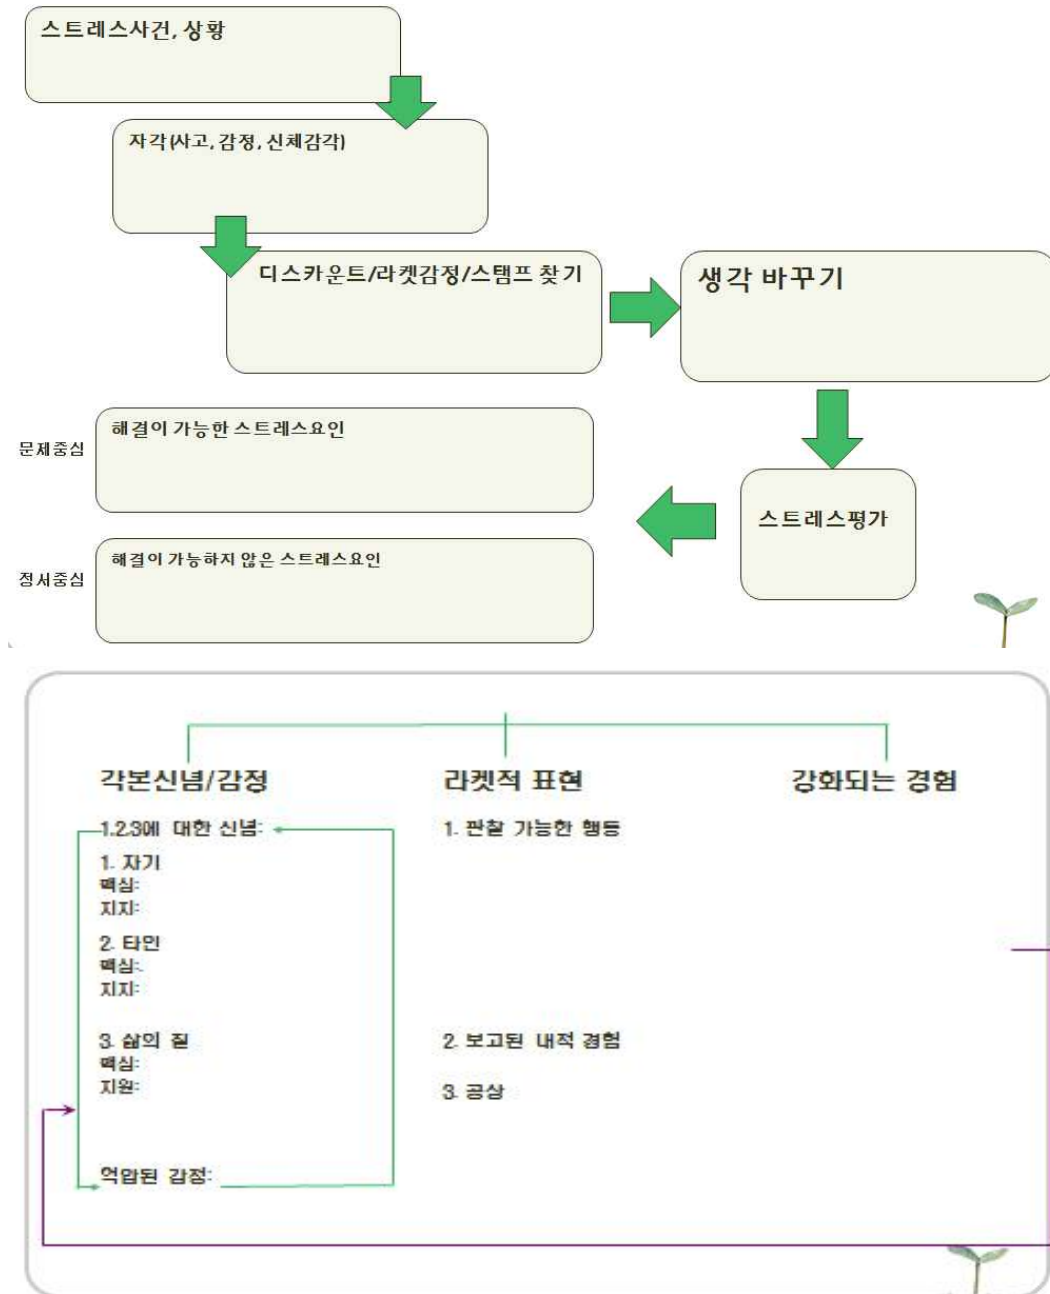 스트레스사건, 상황
자각(사고, 감정, 신체감각)
디스카운트/라켓감정/스탬프 찾기
생각 바꾸기
문제중심
해결이 가능한 스트레스요인
스트레스평가
정서중심
해결이 가능하지 않은 스트레스요인
각본신념/감정
라켓적 표현
강화되는 경험
1.2.3에 대한 신념:
1. 관찰 가능한 행동
1. 자기
핵심:
지지:
2. 타인
핵심:
지지:
3. 삶의 질
2. 보고된 내적 경험
핵심:
지원:
3. 공상
억압된 감정: